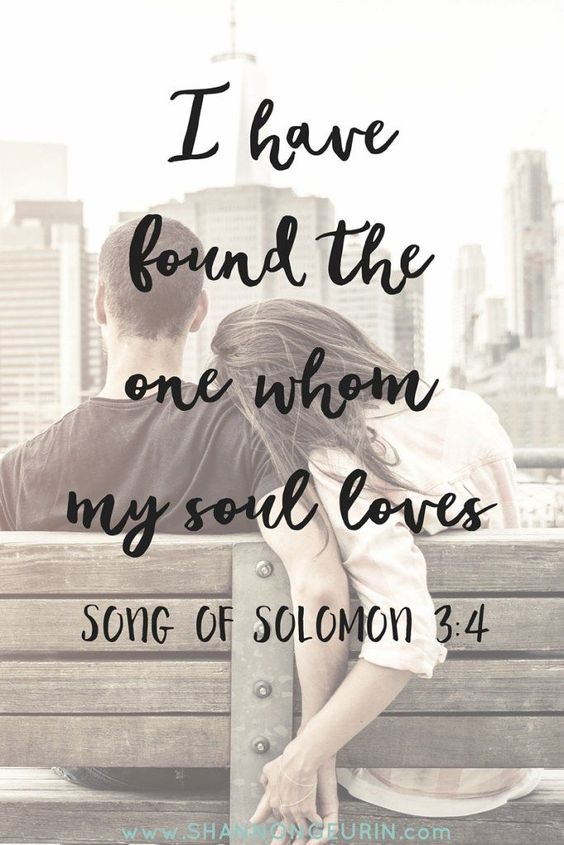 I have
found the
one whom
my soul loves
SONG OF SOLOMON 3:4
www.SHANNONGEURIN.com